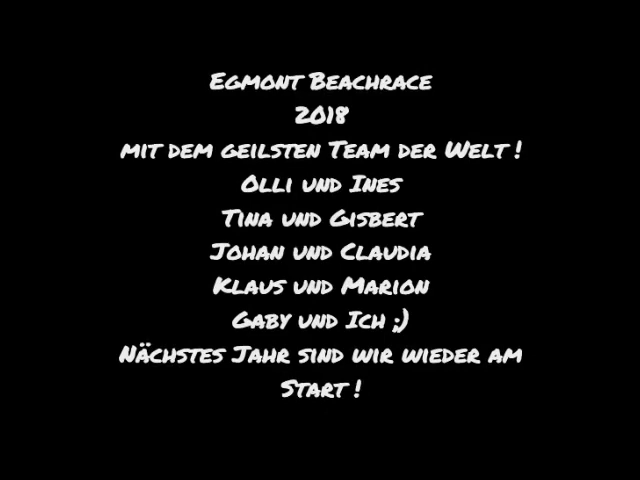 Egmont Beachrace
2018
mit dem geilsten Team der Welt !
Olli und Ines
Tina und Gisbert
Johan und Claudia
Klaus und Marion
Gaby und Ich ;)
Nächstes Jahr sind wir wieder am
Start !